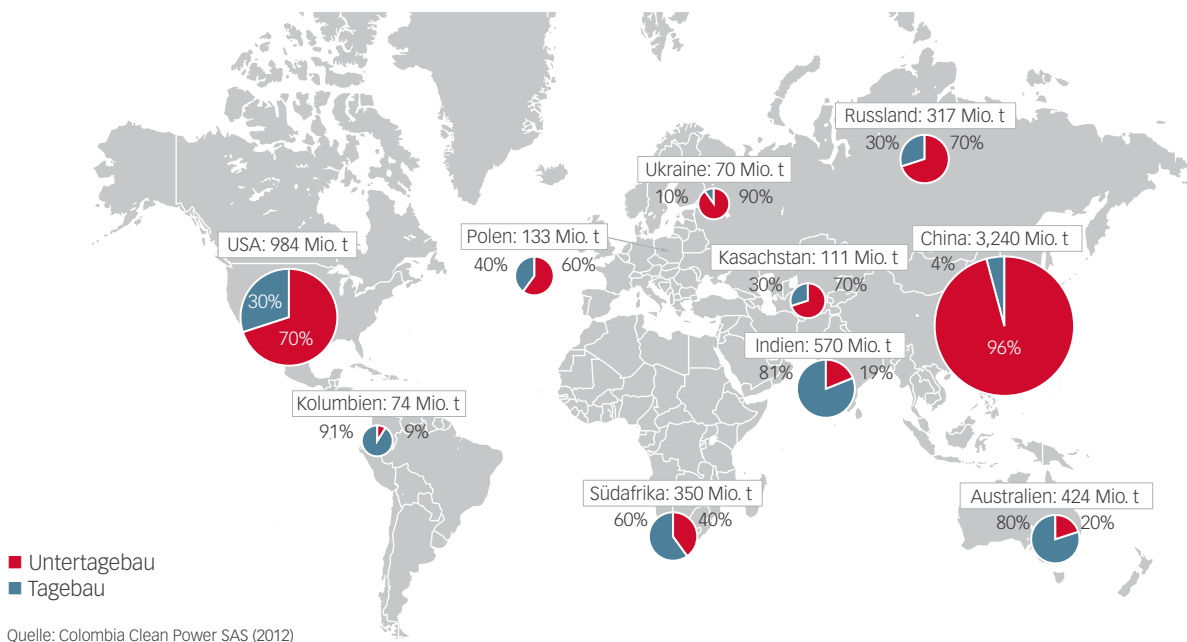 Russland: 317 Mio. t
30% 70%
Ukraine: 70 Mio. t
10% 90%
Polen: 133 Mio. t
40% 60%
USA: 984 Mio. t
30%
70%
China: 3,240 Mio. t
4%
96%
Kasachstan: 111 Mio. t
30% 70%
Indien: 570 Mio. t
81% 19%
Kolumbien: 74 Mio. t
91% 9%
Südafrika: 350 Mio. t
60% 40%
Australien: 424 Mio. t
80% 20%
Untertagebau
Tagebau
Quelle: Colombia Clean Power SAS (2012)